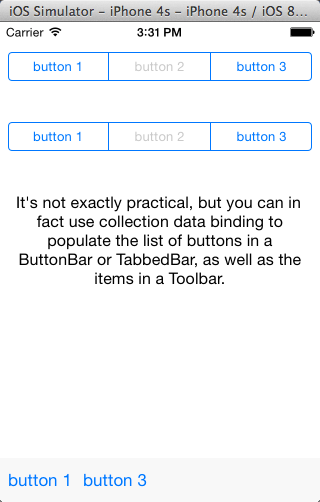 iOS Simulator - iPhone 4s - iPhone 4s / iOS 8...
Carrier 3:31 PM
button 1 button 2 button 3
button 1 button 2 button 3
It's not exactly practical, but you can in
fact use collection data binding to
populate the list of buttons in a
ButtonBar or TabbedBar, as well as the
items in a Toolbar.
button 1 button 3